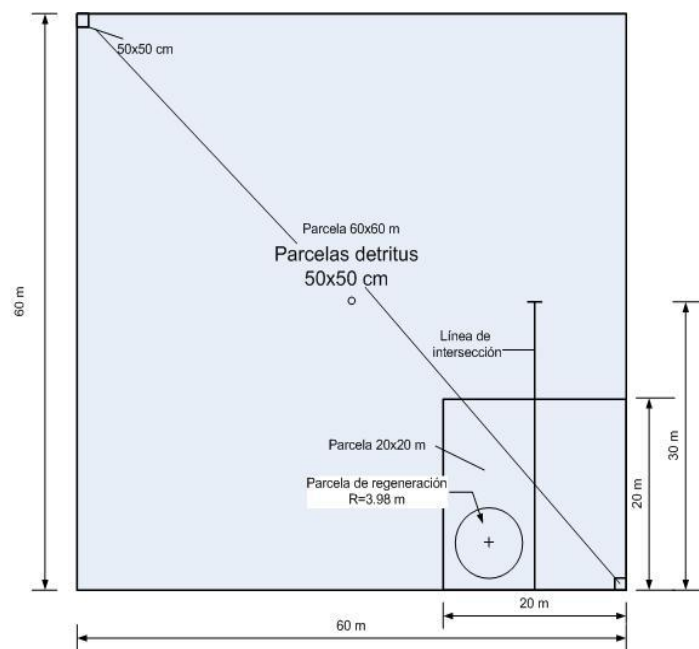 50x50 cm
Parcela 60x60 m
Parcelas detritus
50x50 cm
60 m
Línea de
intersección
30 m
Parcela 20x20 m
20 m
Parcela de regeneración
R=3.98 m
20 m
60 m